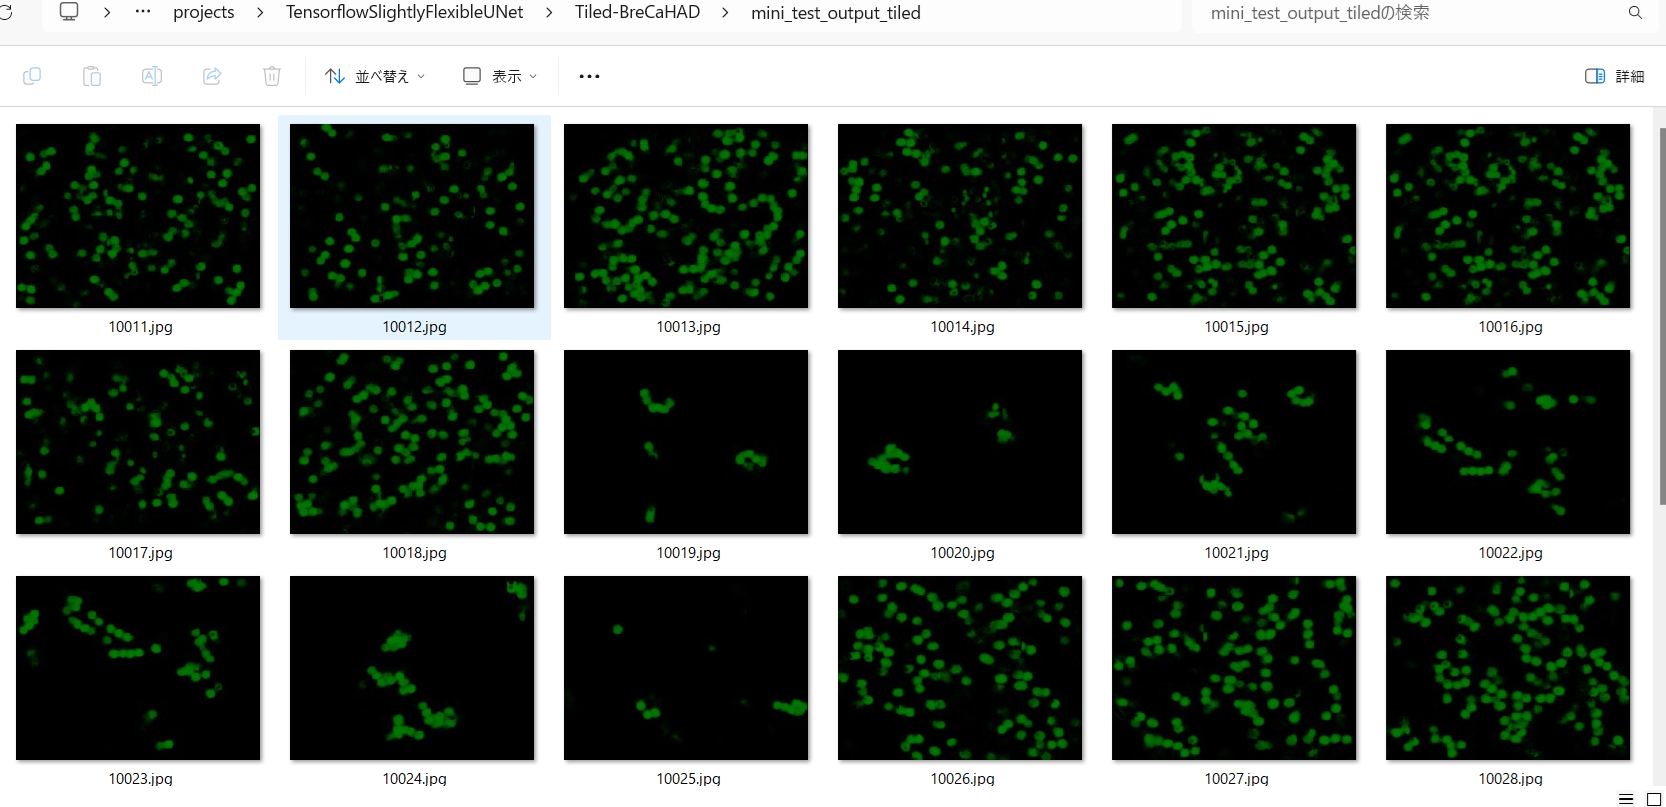 … projects > TensorflowSlightlyFlexibleUNet > Tiled-BreCaHAD > mini_test_output_tiled
mini_test_output_tiledの検索
並べ替え 表示 ••• 詳細
10011.jpg 10012.jpg 10013.jpg 10014.jpg 10015.jpg 10016.jpg
10017.jpg 10018.jpg 10019.jpg 10020.jpg 10021.jpg 10022.jpg
10023.jpg 10024.jpg 10025.jpg 10026.jpg 10027.jpg 10028.jpg